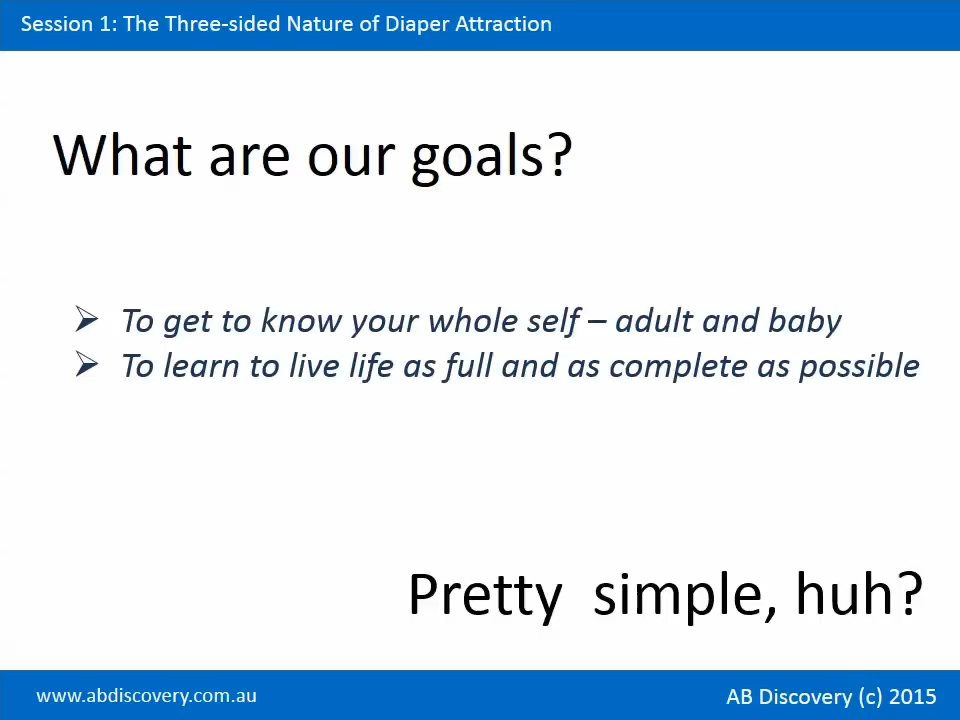 Session 1: The Three-sided Nature of Diaper Attraction
What are our goals?
➢ To get to know your whole self – adult and baby
➢ To learn to live life as full and as complete as possible
Pretty  simple, huh?
www.abdiscovery.com.au
AB Discovery (c) 2015